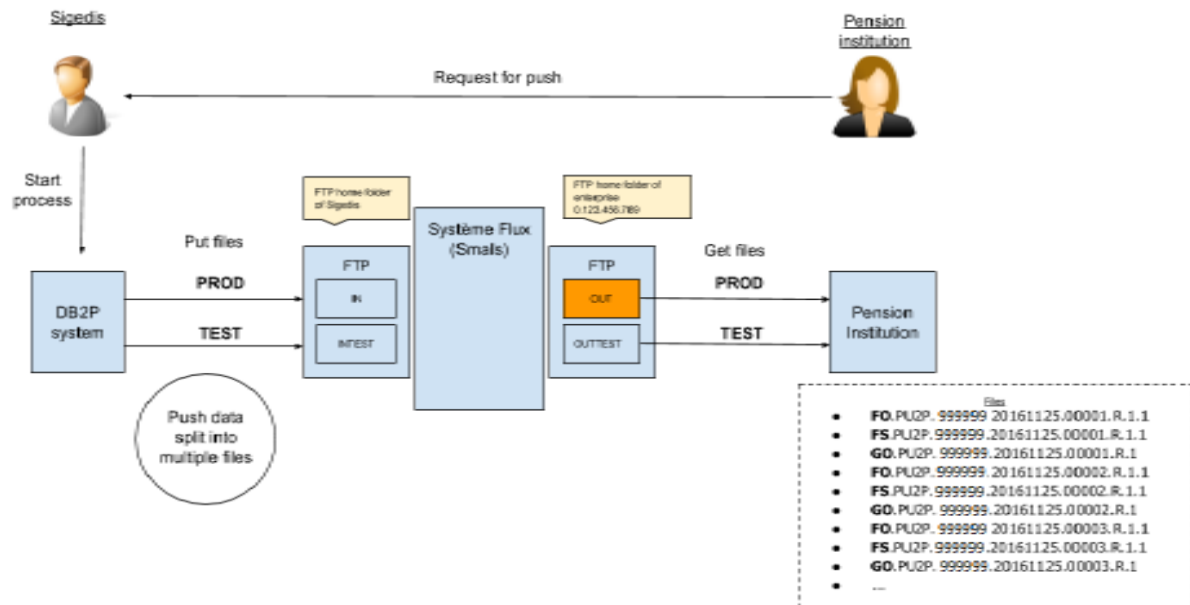 Sigedis
Pension
institution
Request for push
Start
process
FTP home folder
of Sigedis
FTP home folder of
enterprise
0.123.456.789
Système Flux
(Smals)
Put files
Get files
FTP
FTP
PROD
IN
OUT
PROD
DB2P
system
Pension
Institution
TEST
INTEST
OUTTEST
TEST
Push data
split into
multiple files
Files
• FO.PU2P. 999999 20161125.00001.R.1.1
• FS.PU2P. 999999.20161125.00001.R.1.1
• GO.PU2P. 999999.20161125.00001.R.1
• FO.PU2P. 999999.20161125.00002.R.1.1
• FS.PU2P. 999999.20161125.00002.R.1.1
• GO.PU2P. 999999.20161125.00002.R.1
• FO.PU2P. 999999 20161125.00003.R.1.1
• FS.PU2P. 999999.20161125.00003.R.1.1
• GO.PU2P. 999999.20161125.00003.R.1
• ...